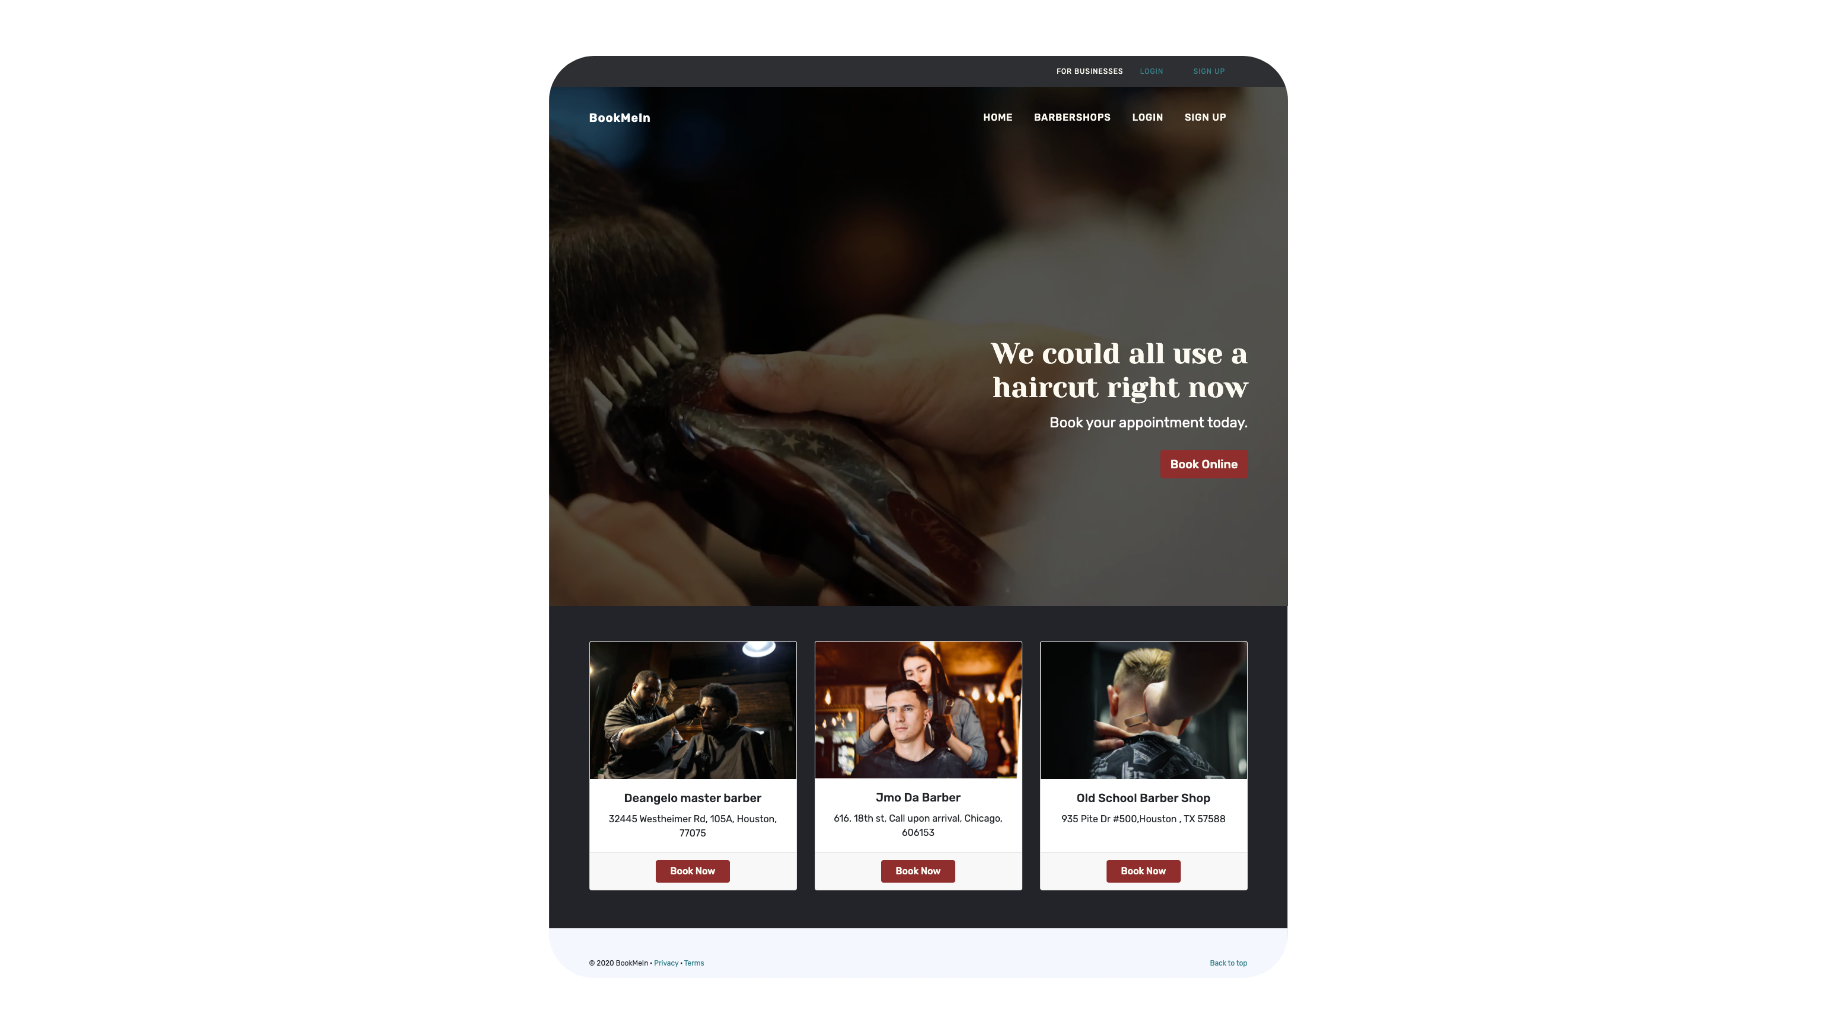 FOR BUSINESSES LOGIN SIGN UP
BookMeIn HOME BARBERSHOPS LOGIN SIGN UP
We could all use a
haircut right now
Book your appointment today.
Book Online
Deangelo master barber
32445 Westheimer Rd, 105A, Houston,
77075
Book Now
Jmo Da Barber
616. 18th st, Call upon arrival, Chicago,
606153
Book Now
Old School Barber Shop
935 Pite Dr #500,Houston , TX 57588
Book Now
© 2020 BookMeIn • Privacy • Terms
Back to top